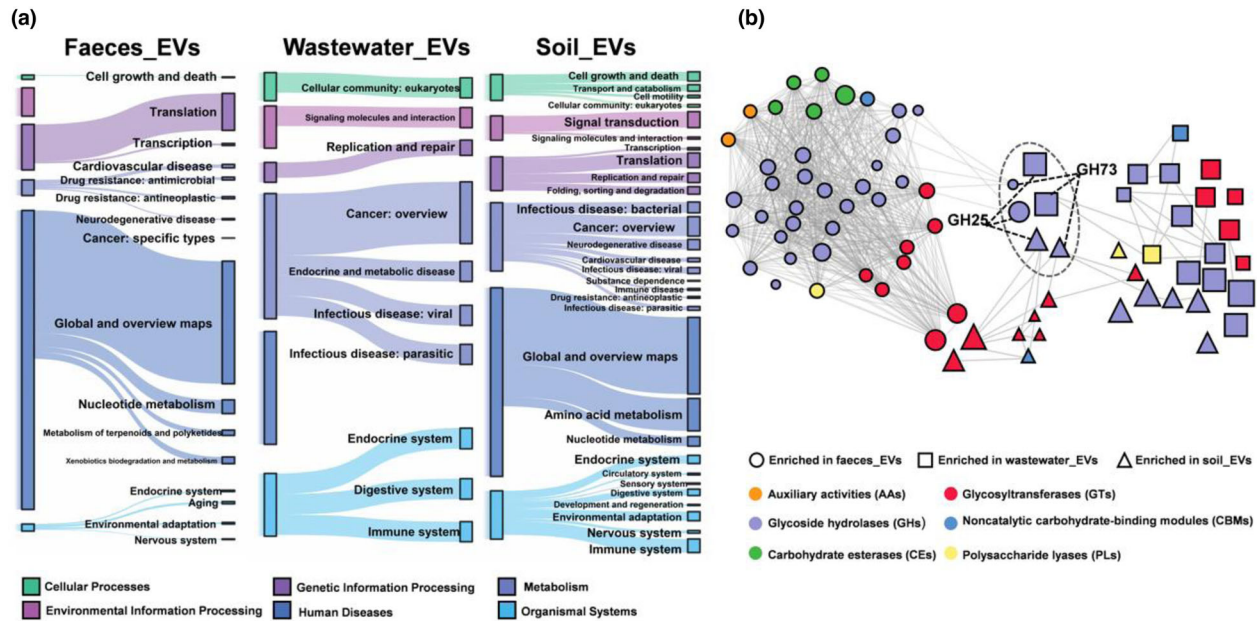 (a)
Faeces_EVs
Cell growth and death
Translation
Transcription
Cardiovascular disease
Drug resistance: antimicrobial
Drug resistance: antineoplastic
Neurodegenerative disease
Cancer: specific types
Global and overview maps
Nucleotide metabolism
Metabolism of terpenoids and polyketides
Xenobiotics biodegradation and metabolism
Endocrine system
Aging
Environmental adaptation
Nervous system
Wastewater_EVs
Cellular community: eukaryotes
Signaling molecules and interaction
Replication and repair
Cancer: overview
Endocrine and metabolic disease
Infectious disease: viral
Infectious disease: parasitic
Endocrine system
Digestive system
Immune system
Soil_EVs
Cell growth and death
Transport and catabolism
Cell motility
Cellular community: eukaryotes
Signal transduction
Signaling molecules and interaction
Transcription
Translation
Replication and repair
Folding, sorting and degradation
Infectious disease: bacterial
Cancer: overview
Neurodegenerative disease
Cardiovascular disease
Infectious disease: viral
Substance dependence
Immune disease
Drug resistance: antineoplastic
Infectious disease: parasitic
Global and overview maps
Amino acid metabolism
Nucleotide metabolism
Endocrine system
Circulatory system
Sensory system
Digestive system
Development and regeneration
Environmental adaptation
Nervous system
Immune system
Cellular Processes
Genetic Information Processing
Metabolism
Environmental Information Processing
Human Diseases
Organismal Systems
(b)
GH73
GH25
Enriched in faeces_EVs
Enriched in wastewater_EVs
Enriched in soil_EVs
Auxiliary activities (AAs)
Glycosyltransferases (GTs)
Glycoside hydrolases (GHs)
Noncatalytic carbohydrate-binding modules (CBMs)
Carbohydrate esterases (CEs)
Polysaccharide lyases (PLs)